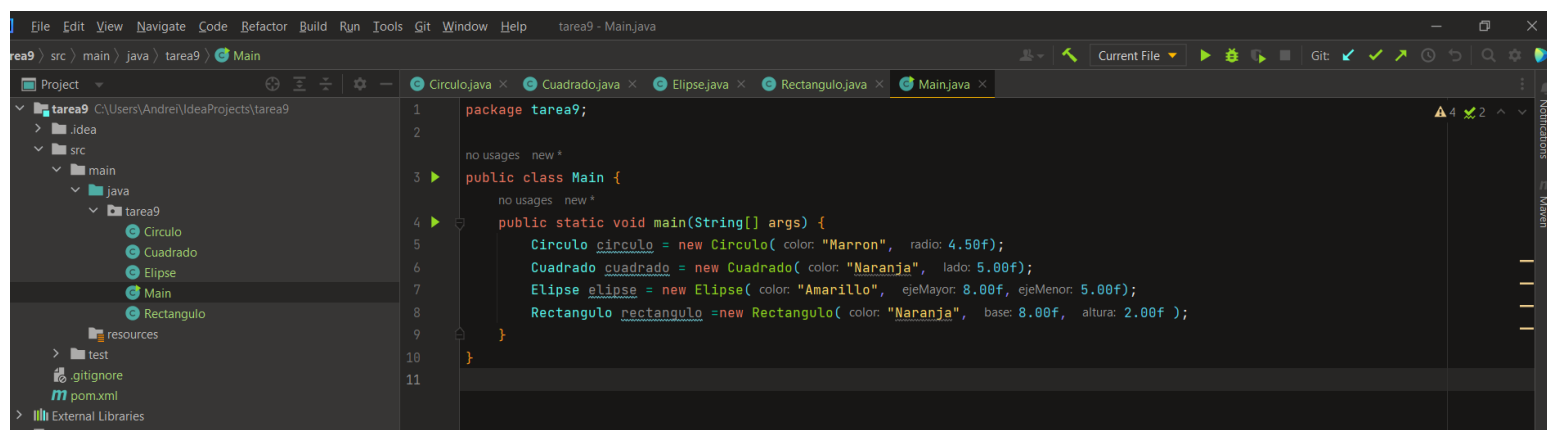 File Edit View Navigate Code Refactor Build Run Tools Git Window Help tarea9 - Main.java
rea9 〉 src 〉 main 〉 java 〉 tarea9 〉 Main
Current File
Git:
Project
Circulo.java
Cuadrado.java
Elipse.java
Rectangulo.java
Main.java
tarea9 C:\Users\Andrei\IdeaProjects\tarea9
.idea
src
main
java
tarea9
Circulo
Cuadrado
Elipse
Main
Rectangulo
resources
test
.gitignore
pom.xml
External Libraries
1 package tarea9;
2
no usages new *
3 public class Main {
no usages new *
4 public static void main(String[] args) {
5 Circulo circulo = new Circulo( color: "Marron", radio: 4.50f);
6 Cuadrado cuadrado = new Cuadrado( color: "Naranja", lado: 5.00f);
7 Elipse elipse = new Elipse( color: "Amarillo", ejeMayor: 8.00f, ejeMenor: 5.00f);
8 Rectangulo rectangulo =new Rectangulo( color: "Naranja", base: 8.00f, altura: 2.00f );
9 }
10 }
11
4 2
Notifications
Maven